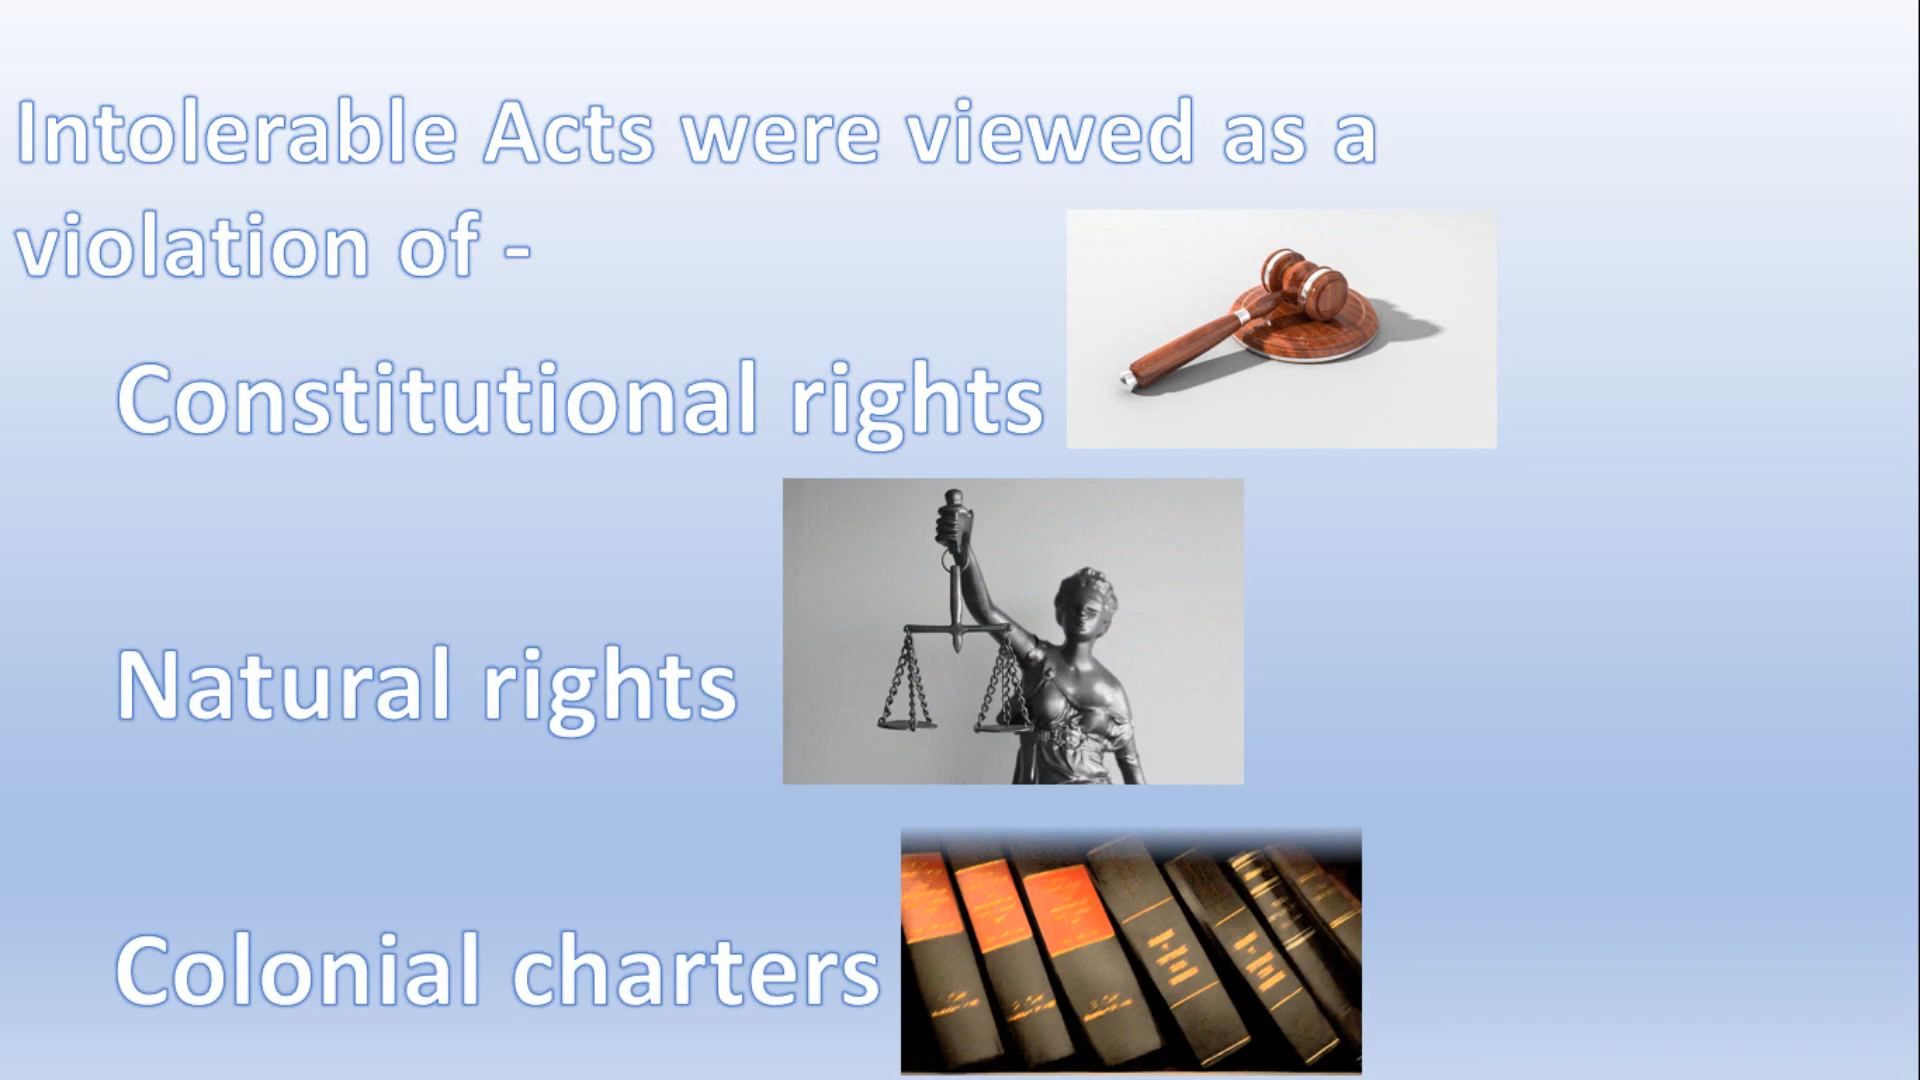 Intolerable Acts were viewed as a
violation of -
Constitutional rights
Natural rights
Colonial charters